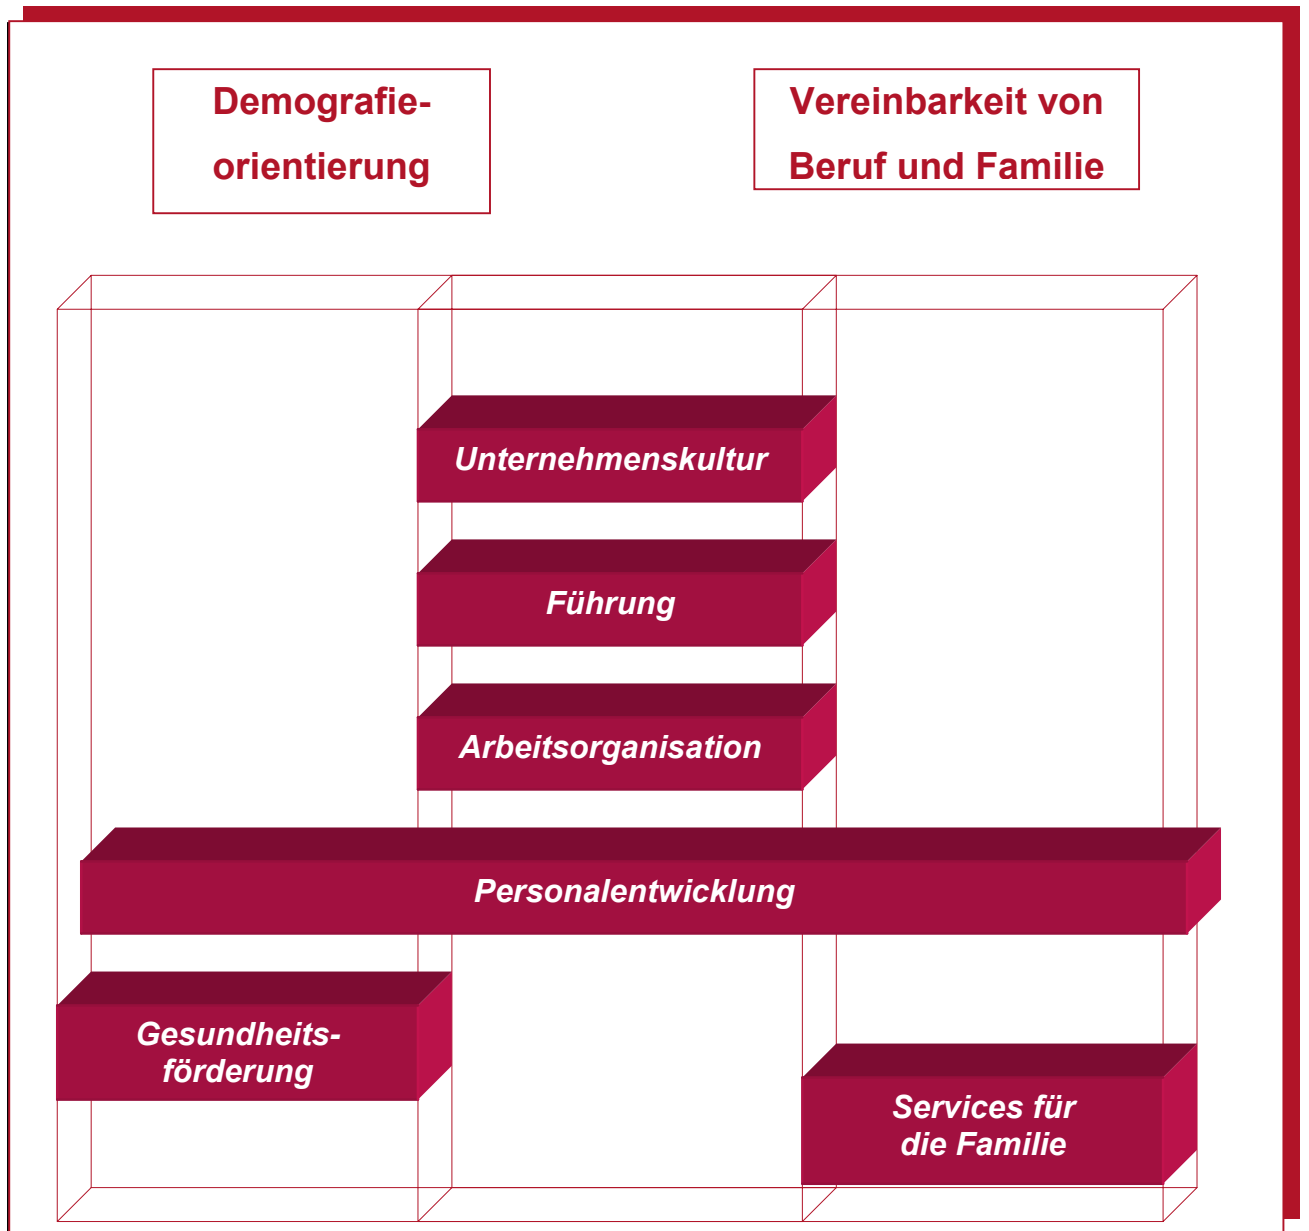 Demografie-
orientierung
Vereinbarkeit von
Beruf und Familie
Unternehmenskultur
Führung
Arbeitsorganisation
Personalentwicklung
Gesundheits-
förderung
Services für
die Familie